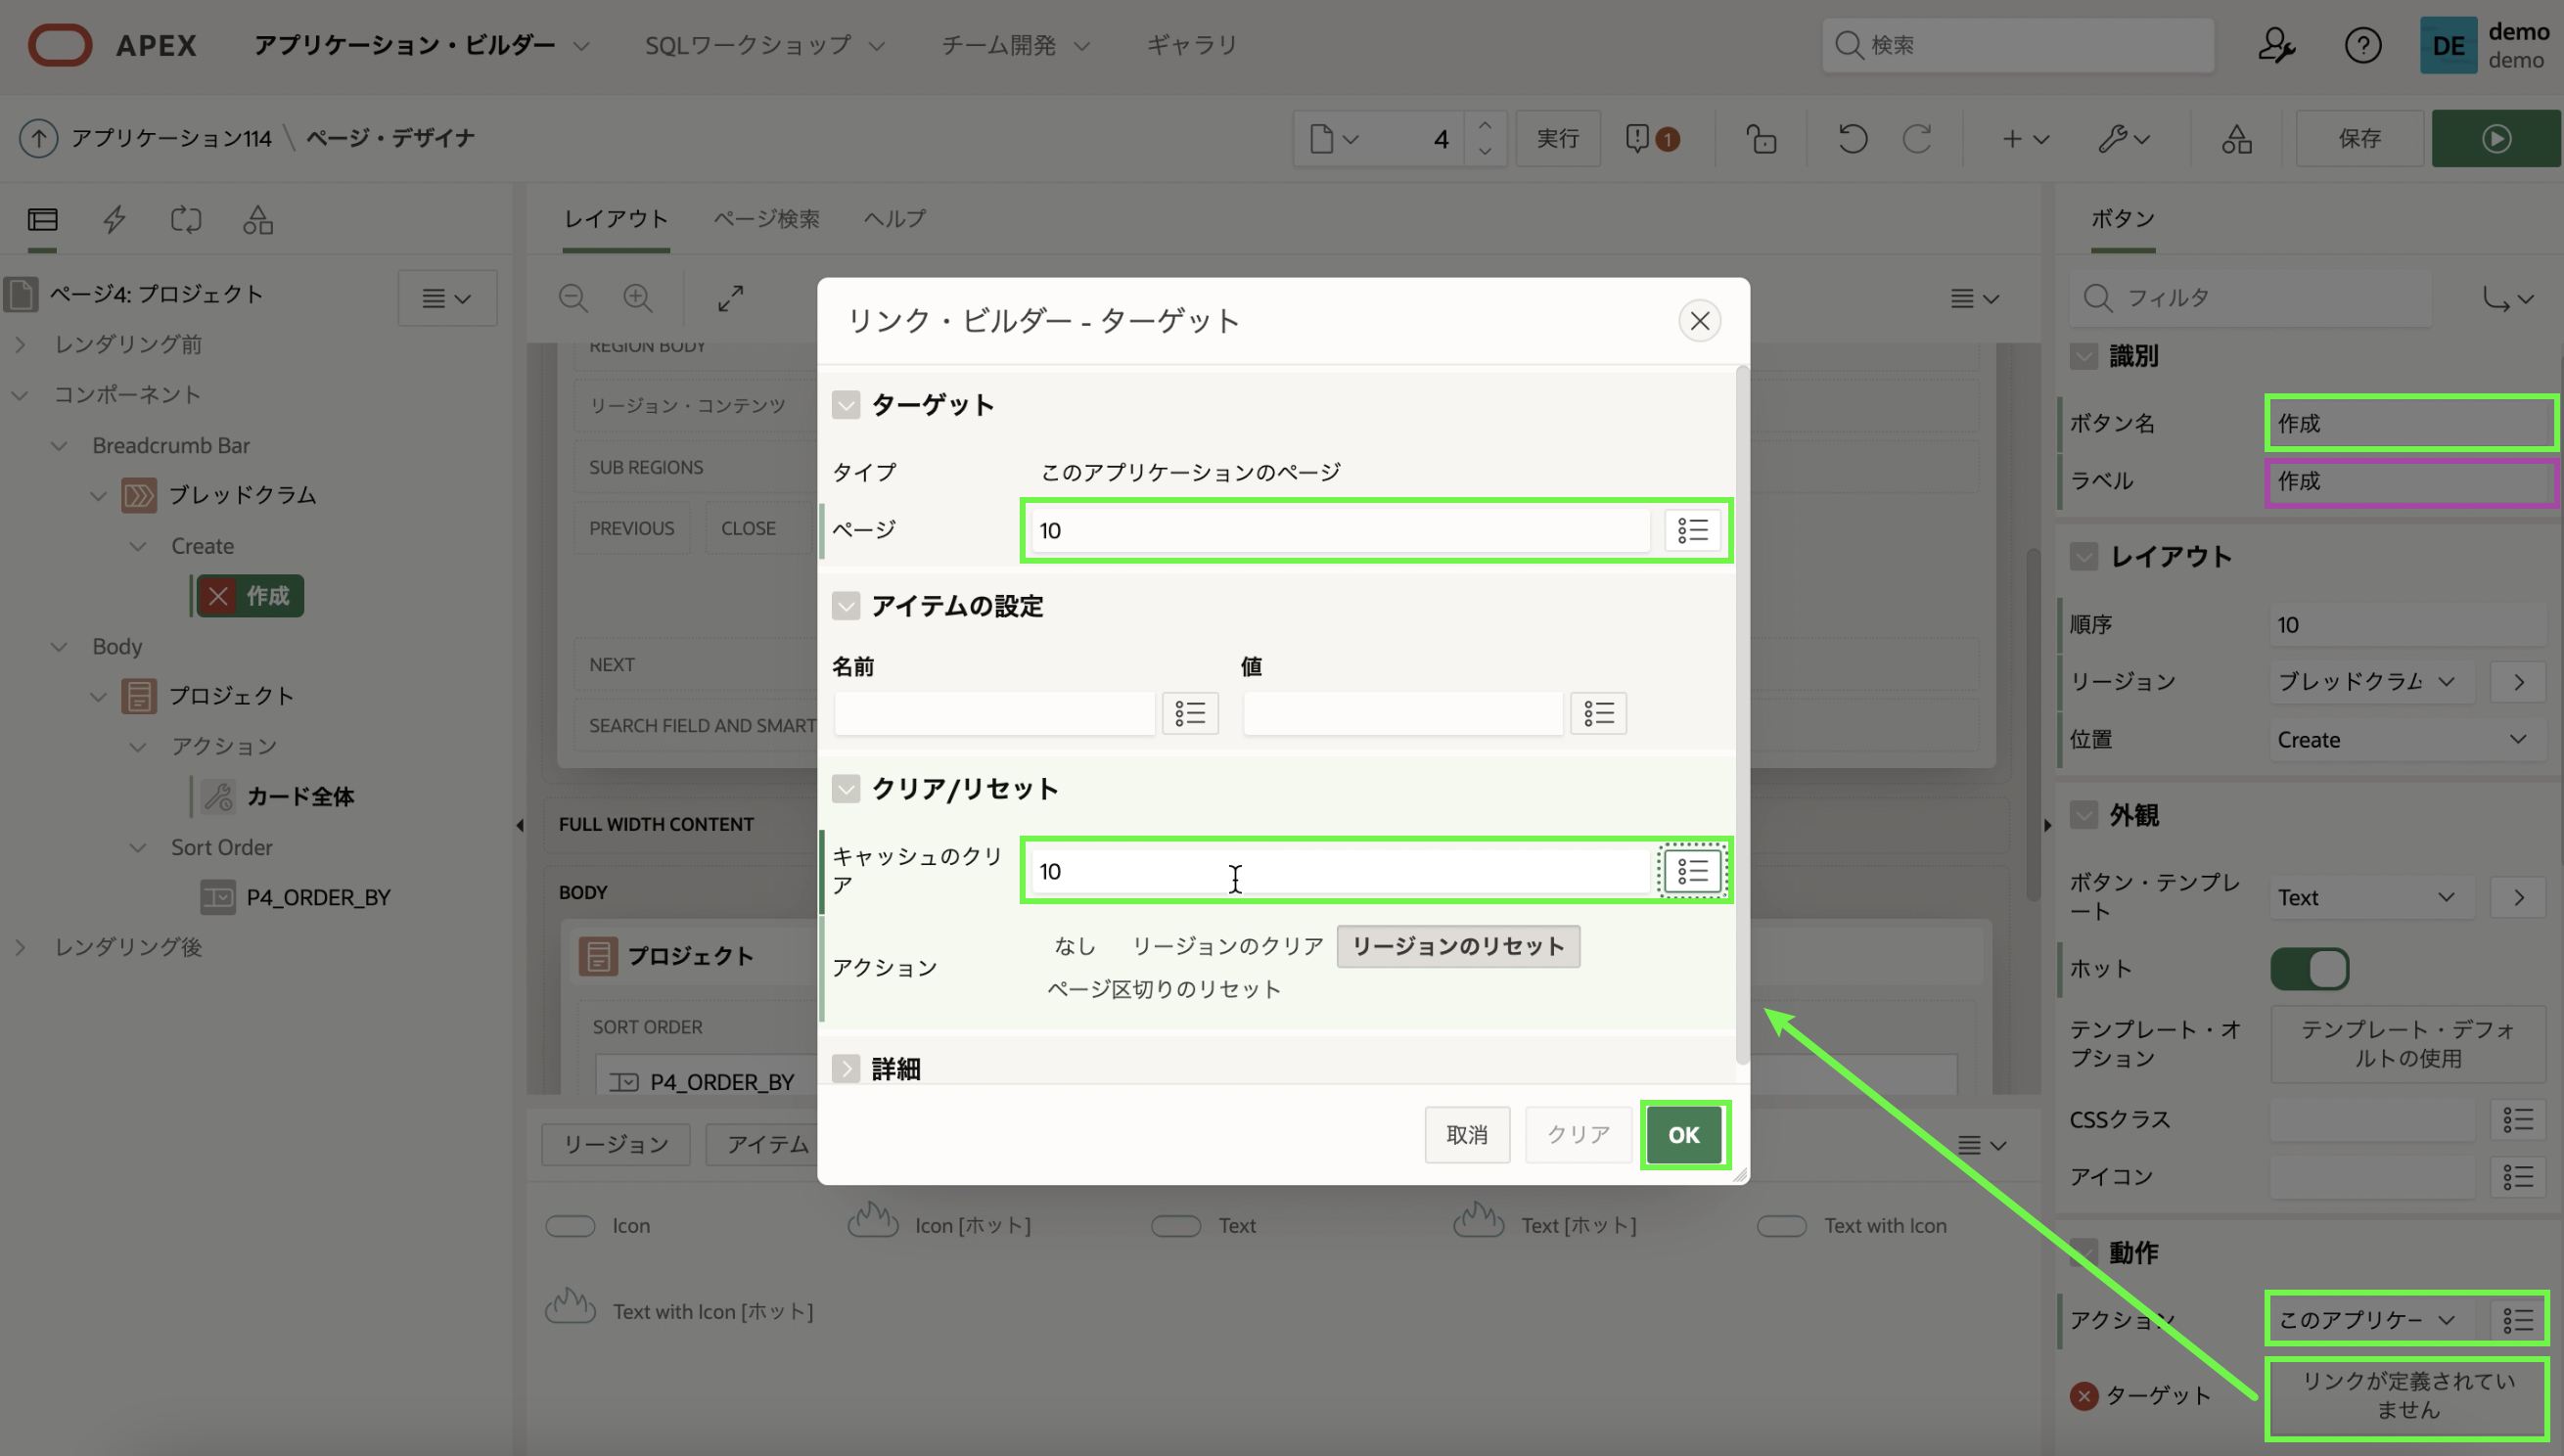 APEX アプリケーション・ビルダー SQLワークショップ チーム開発 ギャラリ 検索 DE demo
demo
アプリケーション114 \ ページ・デザイナ 4 実行 1 保存
レイアウト ページ検索 ヘルプ
ボタン
ページ4: プロジェクト
レンダリング前
コンポーネント
Breadcrumb Bar
ブレッドクラム
Create
作成
Body
プロジェクト
アクション
カード全体
Sort Order
P4_ORDER_BY
レンダリング後
REGION BODY
リージョン・コンテンツ
SUB REGIONS
PREVIOUS CLOSE
NEXT
SEARCH FIELD AND SMART
FULL WIDTH CONTENT
BODY
プロジェクト
SORT ORDER
P4_ORDER_BY
リージョン アイテム
Icon Icon [ホット] Text Text [ホット] Text with Icon
Text with Icon [ホット]
リンク・ビルダー - ターゲット
ターゲット
タイプ このアプリケーションのページ
ページ 10
アイテムの設定
名前 値
クリア/リセット
キャッシュのクリ
ア
10
アクション
なし リージョンのクリア リージョンのリセット
ページ区切りのリセット
詳細
取消 クリア OK
フィルタ
識別
ボタン名 作成
ラベル 作成
レイアウト
順序 10
リージョン ブレッドクラム
位置 Create
外観
ボタン・テンプレ
ート
Text
ホット
テンプレート・オ
プション
テンプレート・デフォ
ルトの使用
CSSクラス
アイコン
動作
アクション このアプリケー
ターゲット
リンクが定義されてい
ません